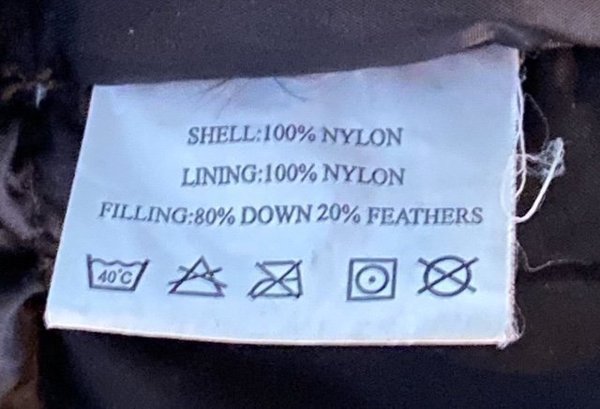 SHELL:100% NYLON
LINING:100% NYLON
FILLING:80% DOWN 20% FEATHERS
40°C